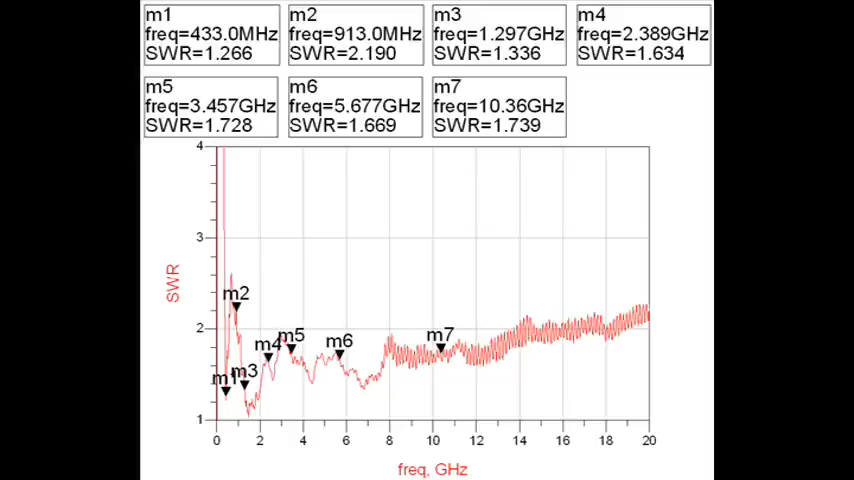 m1
freq=433.0MHz
SWR=1.266
m2
freq=913.0MHz
SWR=2.190
m3
freq=1.297GHz
SWR=1.336
m4
freq=2.389GHz
SWR=1.634
m5
freq=3.457GHz
SWR=1.728
m6
freq=5.677GHz
SWR=1.669
m7
freq=10.36GHz
SWR=1.739
4
3
2
1
SWR
m2
m1
m3
m4
m5
m6
m7
0 2 4 6 8 10 12 14 16 18 20
freq, GHz